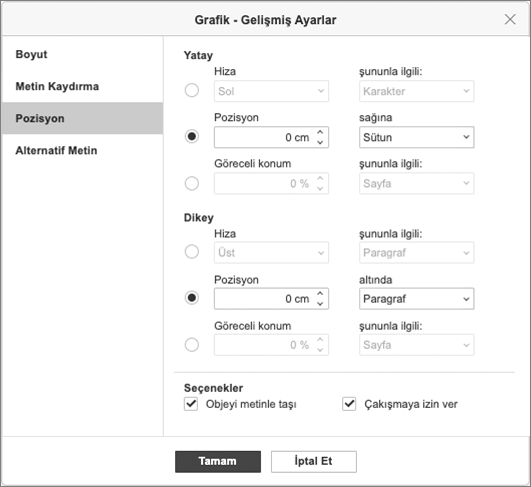 Grafik - Gelişmiş Ayarlar
Boyut
Metin Kaydırma
Pozisyon
Alternatif Metin
Yatay
Hiza şununla ilgili:
Sol Karakter
Pozisyon sağına
0 cm Sütun
Göreceli konum şununla ilgili:
0 % Sayfa
Dikey
Hiza şununla ilgili:
Üst Paragraf
Pozisyon altında
0 cm Paragraf
Göreceli konum şununla ilgili:
0 % Sayfa
Seçenekler
Objeyi metinle taşı Çakışmaya izin ver
Tamam İptal Et